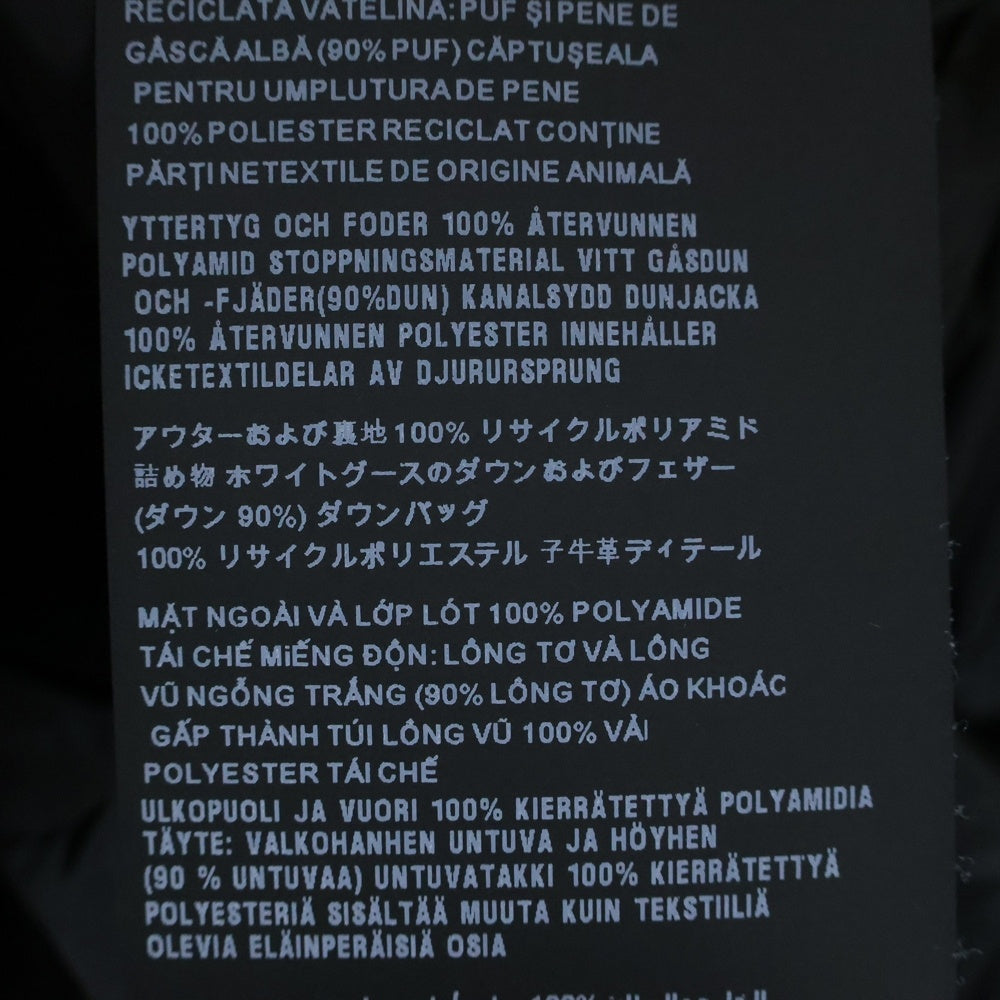 RECICLATĂ VATELINĂ: PUF ȘI PENE DE
GÂSCĂ ALBĂ (90% PUF) CĂPTUȘEALA
PENTRU UMPLUTURA DE PENE
100% POLIESTER RECICLAT CONȚINE
PĂRȚI NETEXTILE DE ORIGINE ANIMALĂ
YTTERTYG OCH FODER 100% ÅTERVUNNEN
POLYAMID STOPPNINGSMATERIAL VITT GÅSDUN
OCH -FJÄDER(90%DUN) KANALSYDD DUNJACKA
100% ÅTERVUNNEN POLYESTER INNEHÅLLER
ICKETEXTILDELAR AV DJURURSPRUNG
アウターおよび裏地100% リサイクルポリアミド
詰め物 ホワイトグースのダウンおよびフェザー
(ダウン 90%) ダウンバッグ
100% リサイクルポリエステル 子牛革ディテール
MẶT NGOÀI VÀ LỚP LÓT 100% POLYAMIDE
TÁI CHẾ MIẾNG ĐỘN: LÔNG TƠ VÀ LÔNG
VŨ NGỖNG TRẮNG (90% LÔNG TƠ) ÁO KHOÁC
GẤP THÀNH TÚI LÔNG VŨ 100% VẢI
POLYESTER TÁI CHẾ
ULKOPUOLI JA VUORI 100% KIERRÄTETTYÄ POLYAMIDIA
TÄYTE: VALKOHANHEN UNTUVA JA HÖYHEN
(90 % UNTUVAA) UNTUVATAKKI 100% KIERRÄTETTYÄ
POLYESTERIÄ SISÄLTÄÄ MUUTA KUIN TEKSTIILIÄ
OLEVIA ELÄINPERÄISIÄ OSIA